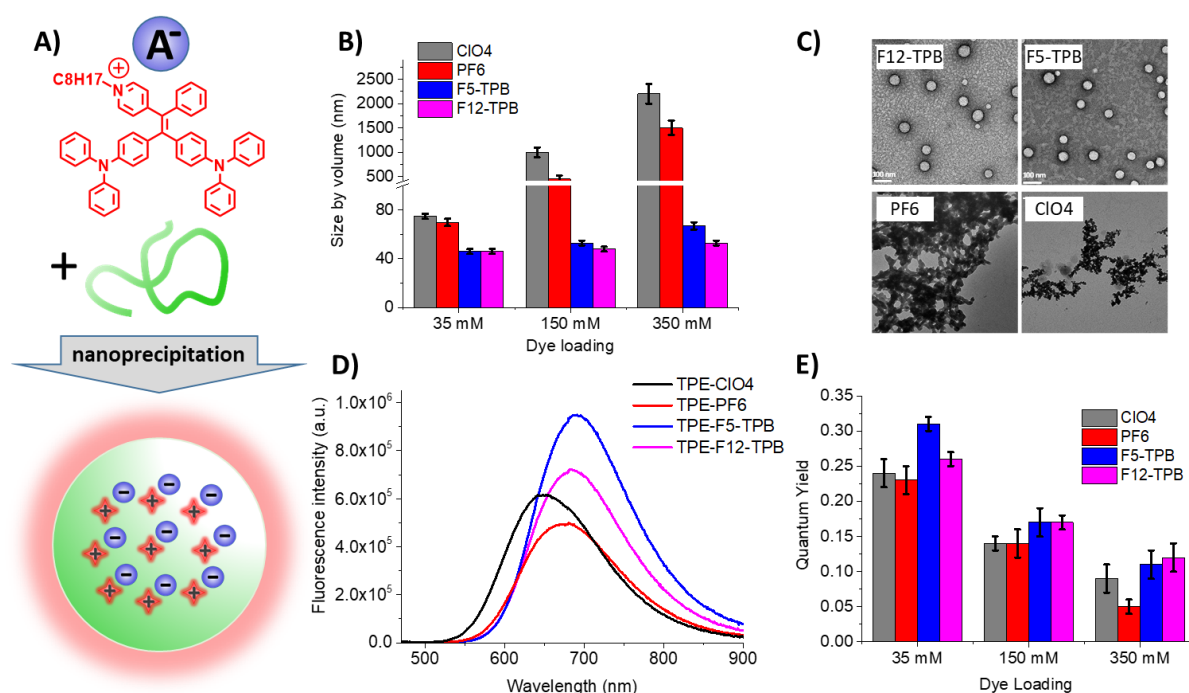 A)
A⁻
⊕
C8H17
N
N
N
+
nanoprecipitation
− − −
+ + +
− − −
+ + +
− − −
+ + +
B)
ClO4
PF6
F5-TPB
F12-TPB
Size by volume (nm)
2500
2000
1500
1000
500
80
40
0
35 mM 150 mM 350 mM
Dye loading
C)
F12-TPB F5-TPB
PF6 ClO4
D)
TPE-ClO4
TPE-PF6
TPE-F5-TPB
TPE-F12-TPB
Fluorescence intensity (a.u.)
1.0x10⁶
8.0x10⁵
6.0x10⁵
4.0x10⁵
2.0x10⁵
0.0
500 600 700 800 900
Wavelength (nm)
E)
ClO4
PF6
F5-TPB
F12-TPB
Quantum Yield
0.35
0.30
0.25
0.20
0.15
0.10
0.05
0.00
35 mM 150 mM 350 mM
Dye Loading